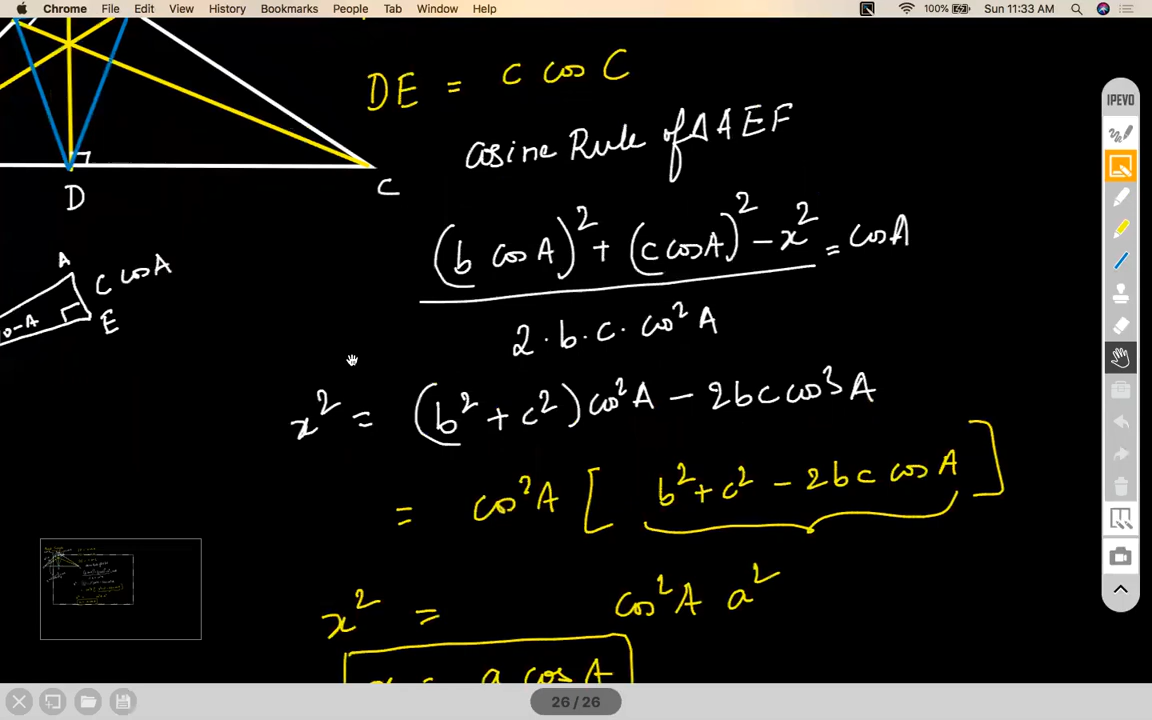 Chrome File Edit View History Bookmarks People Tab Window Help 100% Sun 11:33 AM
DE = c cos C
IPEVO
Cosine Rule of Δ AEF
C
D
(b cos A)² + (c cos A)² - x² = cos A
2 · b · c · cos² A
A
C cos A
E
x² = (b² + c²) cos² A - 2bc cos³ A
= cos² A [ b² + c² - 2bc cos A ]
x² = cos² A a²
x = a cos A
26 / 26